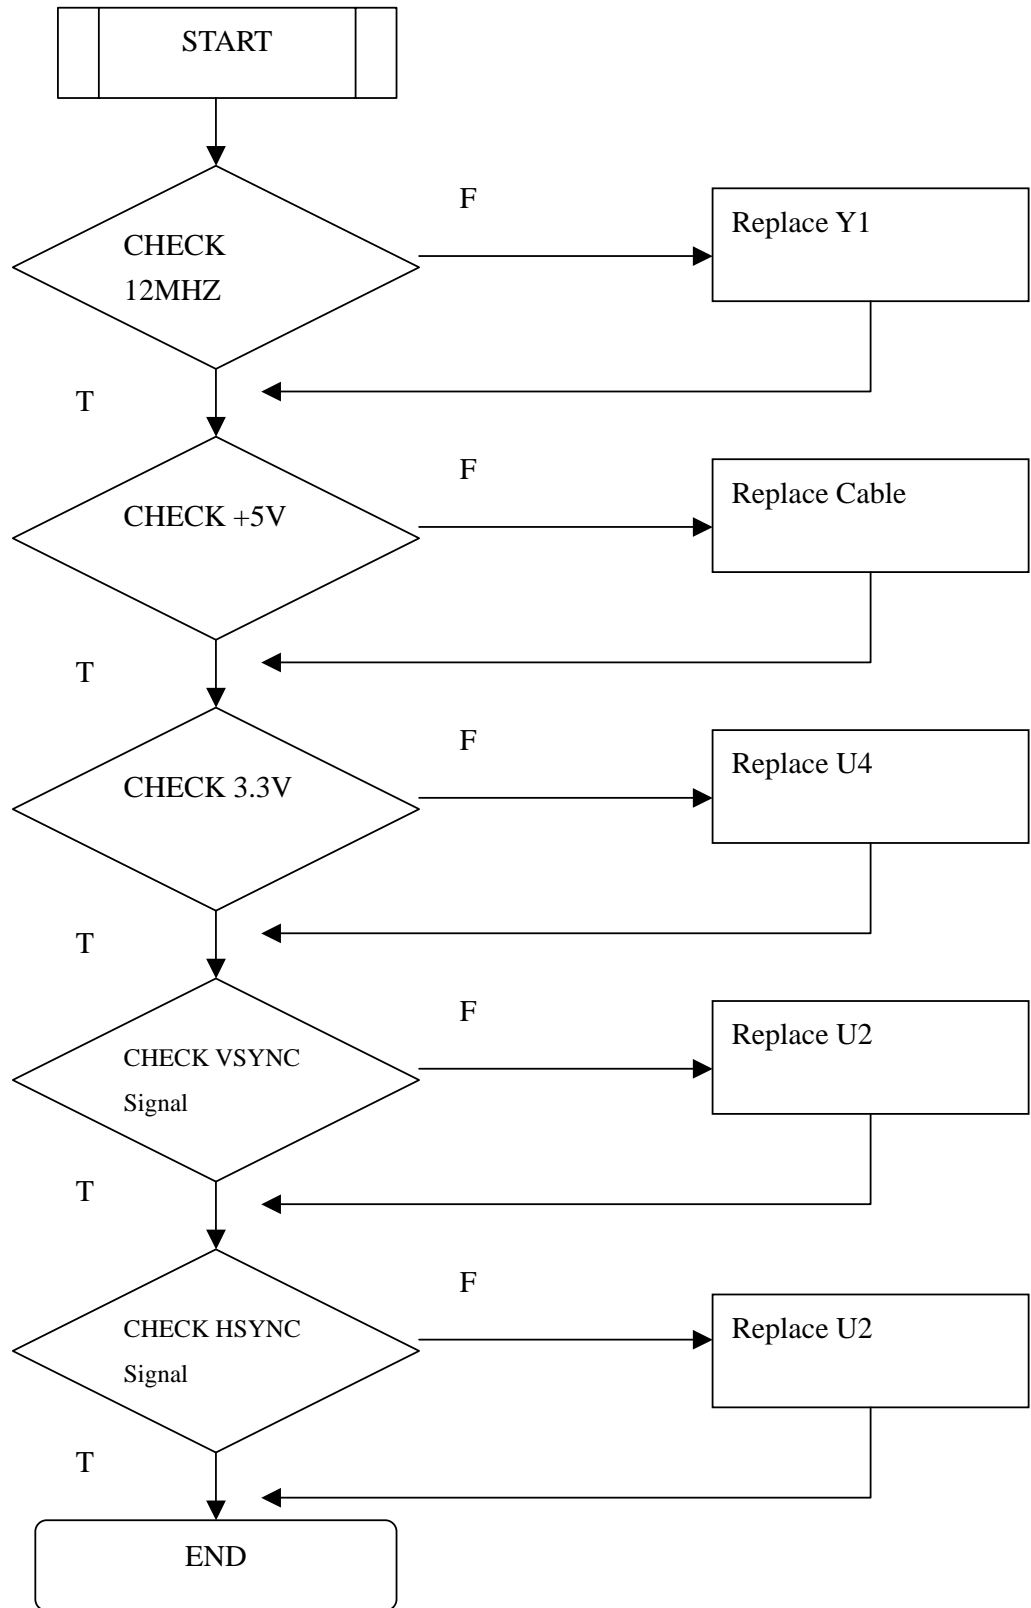 START
F
Replace Y1
CHECK
12MHZ
T
F
Replace Cable
CHECK +5V
T
F
Replace U4
CHECK 3.3V
T
F
Replace U2
CHECK VSYNC
Signal
T
F
Replace U2
CHECK HSYNC
Signal
T
END